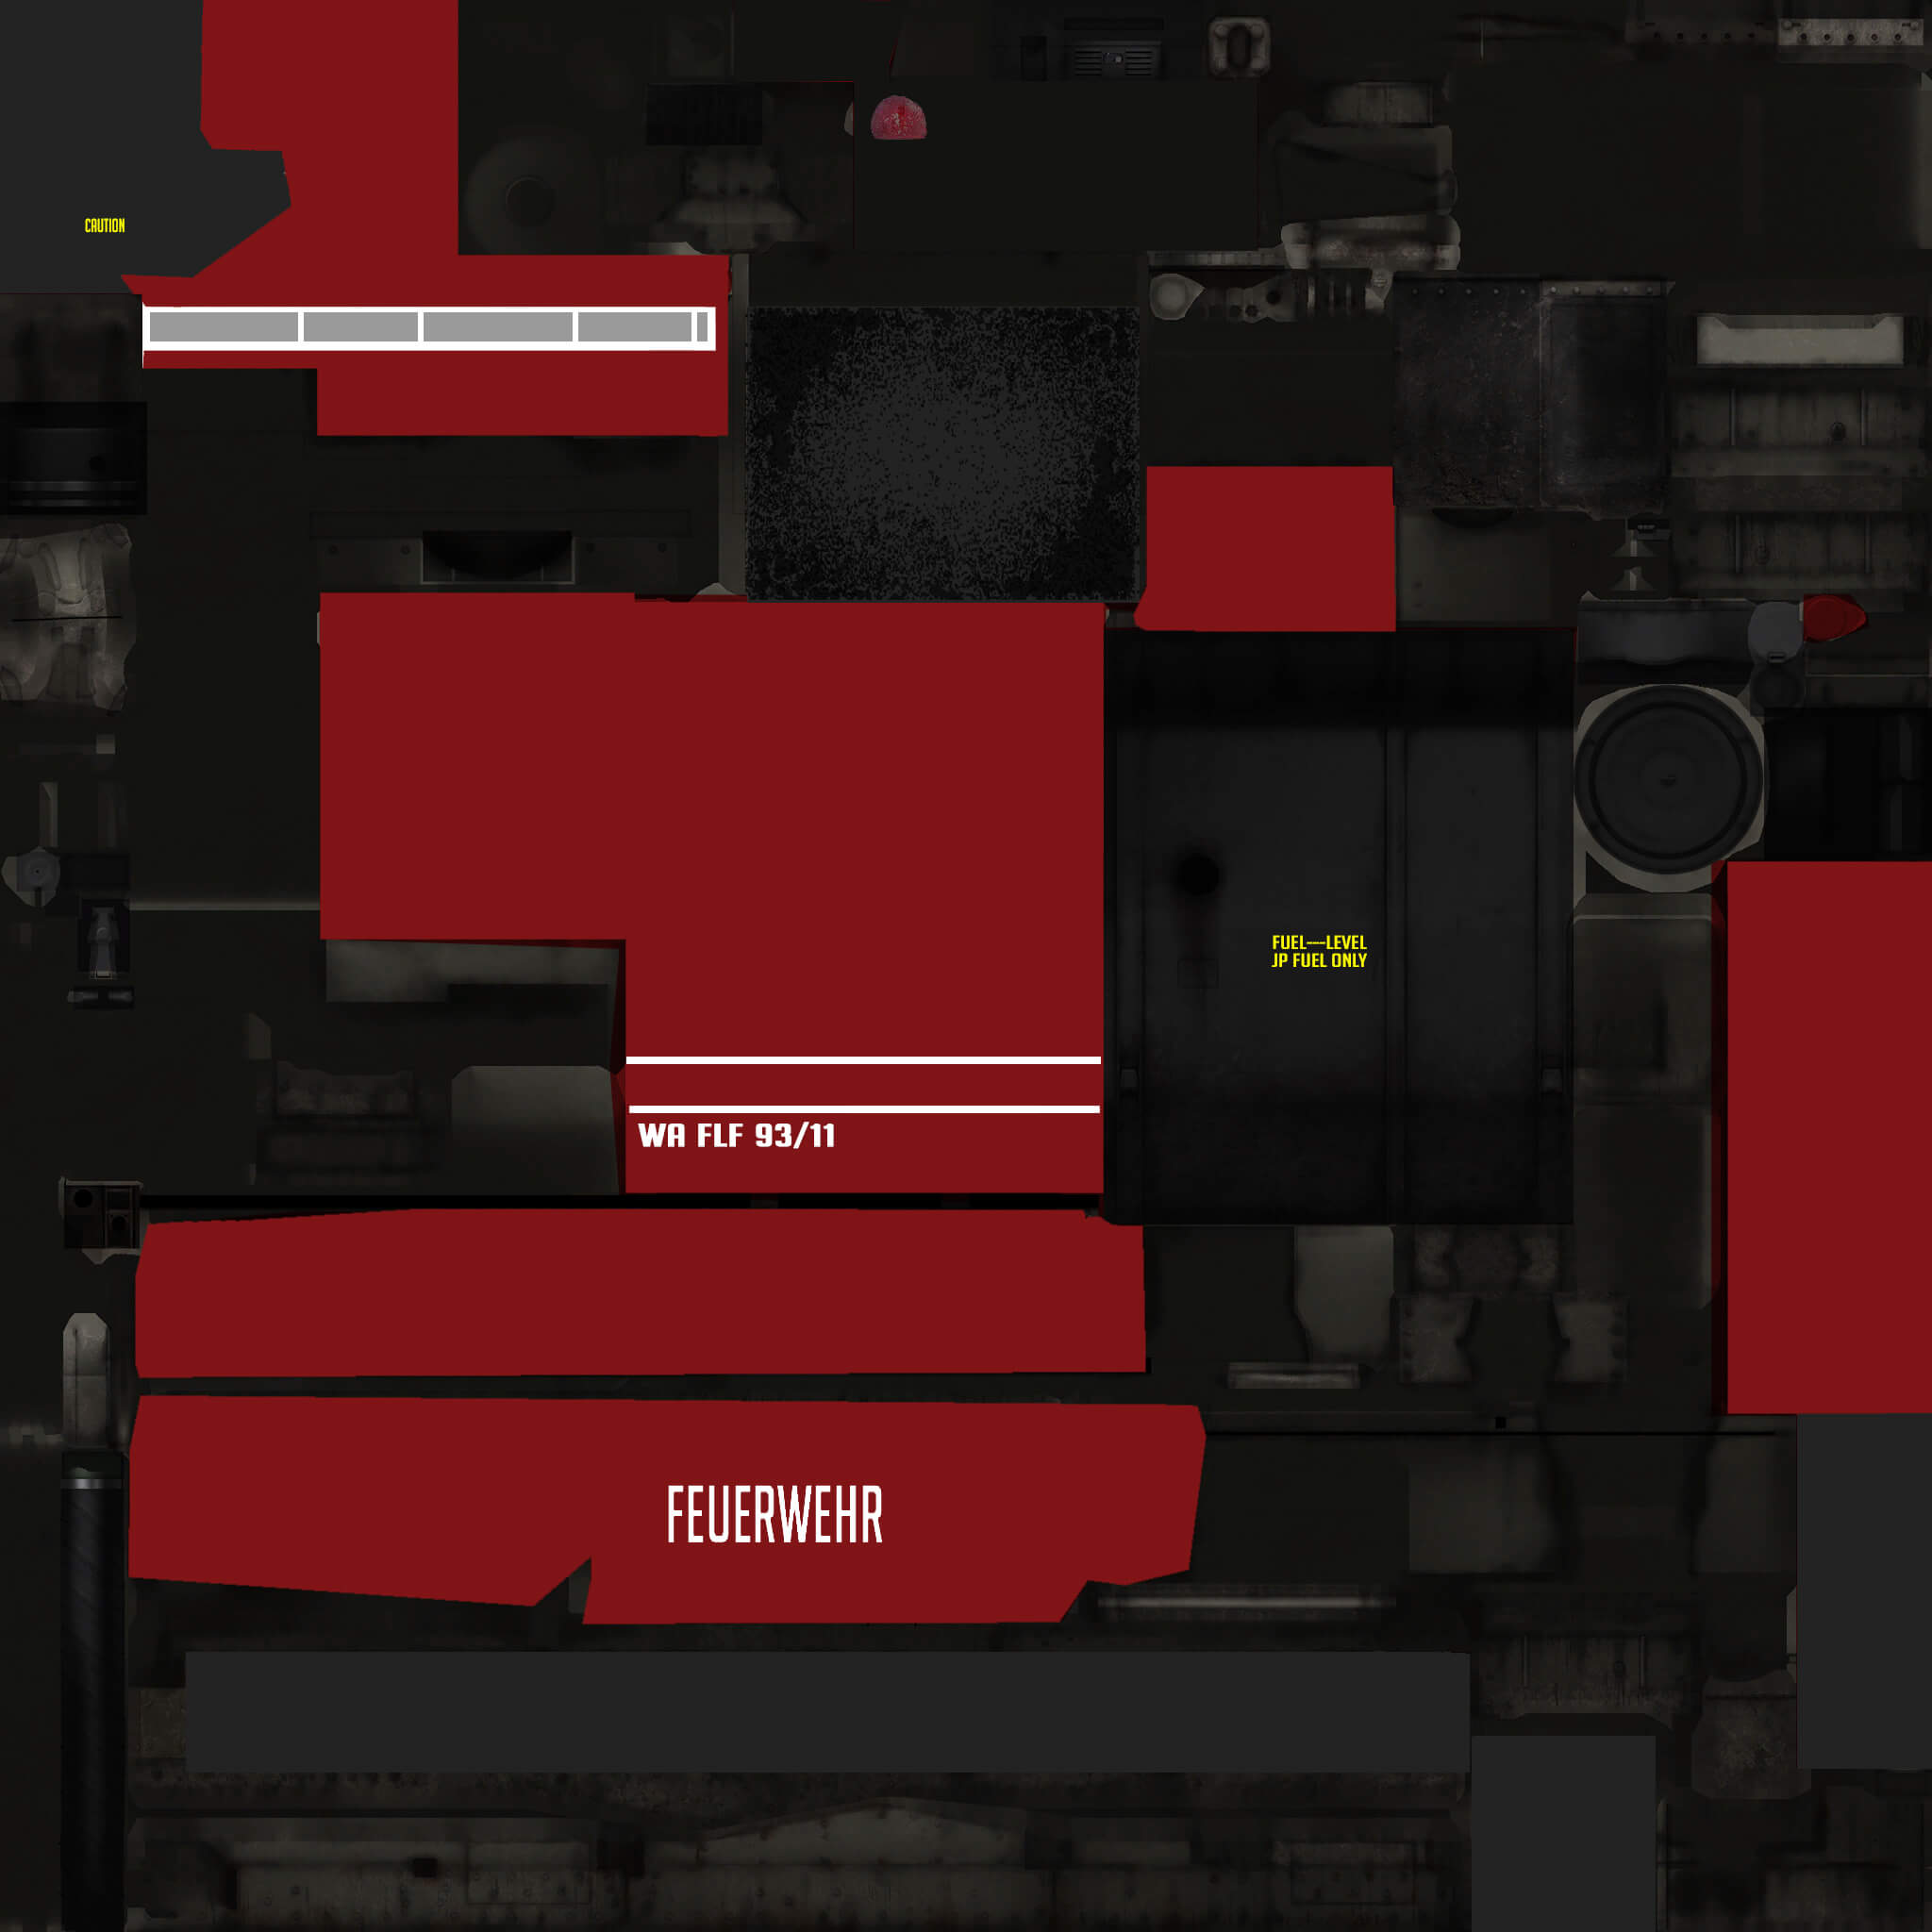 CAUTION
FUEL---LEVEL
JP FUEL ONLY
WA FLF 93/11
FEUERWEHR